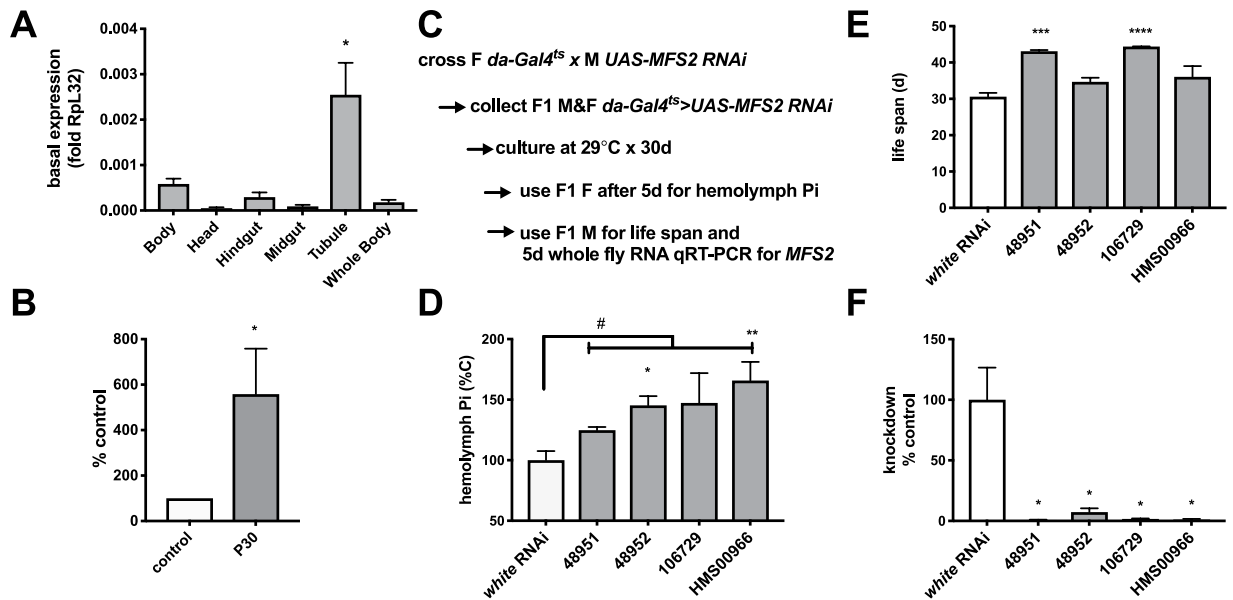 A
0.004
0.003
0.002
0.001
0.000
basal expression
(fold RpL32)
*
Body
Head
Hindgut
Midgut
Tubule
Whole Body
B
800
600
400
200
0
% control
*
control
P30
C
cross F da-Gal4ts x M UAS-MFS2 RNAi
→ collect F1 M&F da-Gal4ts>UAS-MFS2 RNAi
→ culture at 29°C x 30d
→ use F1 F after 5d for hemolymph Pi
→ use F1 M for life span and
5d whole fly RNA qRT-PCR for MFS2
D
200
150
100
50
hemolymph Pi (%C)
#
*
**
white RNAi
48951
48952
106729
HMS00966
E
50
40
30
20
10
0
life span (d)
***
****
white RNAi
48951
48952
106729
HMS00966
F
150
100
50
0
knockdown
% control
*
*
*
*
white RNAi
48951
48952
106729
HMS00966